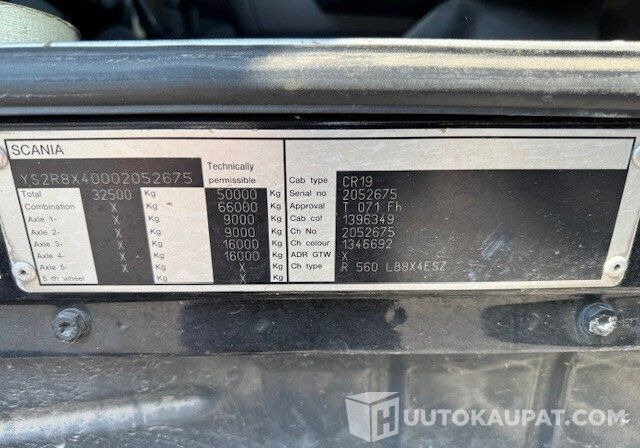 SCANIA
YS2R8X40002052675 Technically permissible
Total 32500 Kg 50000 Kg
Combination X Kg 66000 Kg
Axle 1- X Kg 9000 Kg
Axle 2- X Kg 9000 Kg
Axle 3- X Kg 16000 Kg
Axle 4- X Kg 16000 Kg
Axle 5- X Kg X Kg
5 th wheel X Kg X Kg
Cab type CR19
Serial no 2052675
Approval T 071 Fh
Cab col 1396349
Ch No 2052675
Ch colour 1346692
ADR GTW X
Ch type R 560 LB8X4ESZ
UUTOKAUPAT.COM